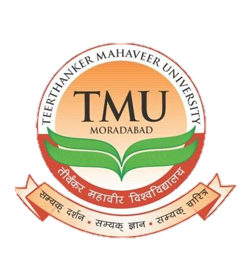 TEERTHANKER MAHAVEER UNIVERSITY
TMU
MORADABAD
तीर्थंकर महावीर विश्वविद्यालय
सम्यक् दर्शन • सम्यक् ज्ञान • सम्यक् चारित्र